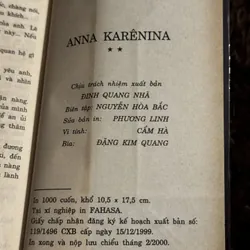 ANNA KARÊNINA
**
Chịu trách nhiệm xuất bản
ĐINH QUANG NHÃ
Biên tập: NGUYỄN HÒA BẮC
Sửa bản in: PHƯƠNG LINH
Vi tính: CẨM HÀ
Bìa: ĐẶNG KIM QUANG
In 1000 cuốn, khổ 10,5 x 17,5 cm.
Tại xí nghiệp in FAHASA.
Giấy chấp nhận đăng ký kế hoạch xuất bản số:
118/1496 CXB cấp ngày 15/12/1999.
In xong và nộp lưu chiểu tháng 2/2000.